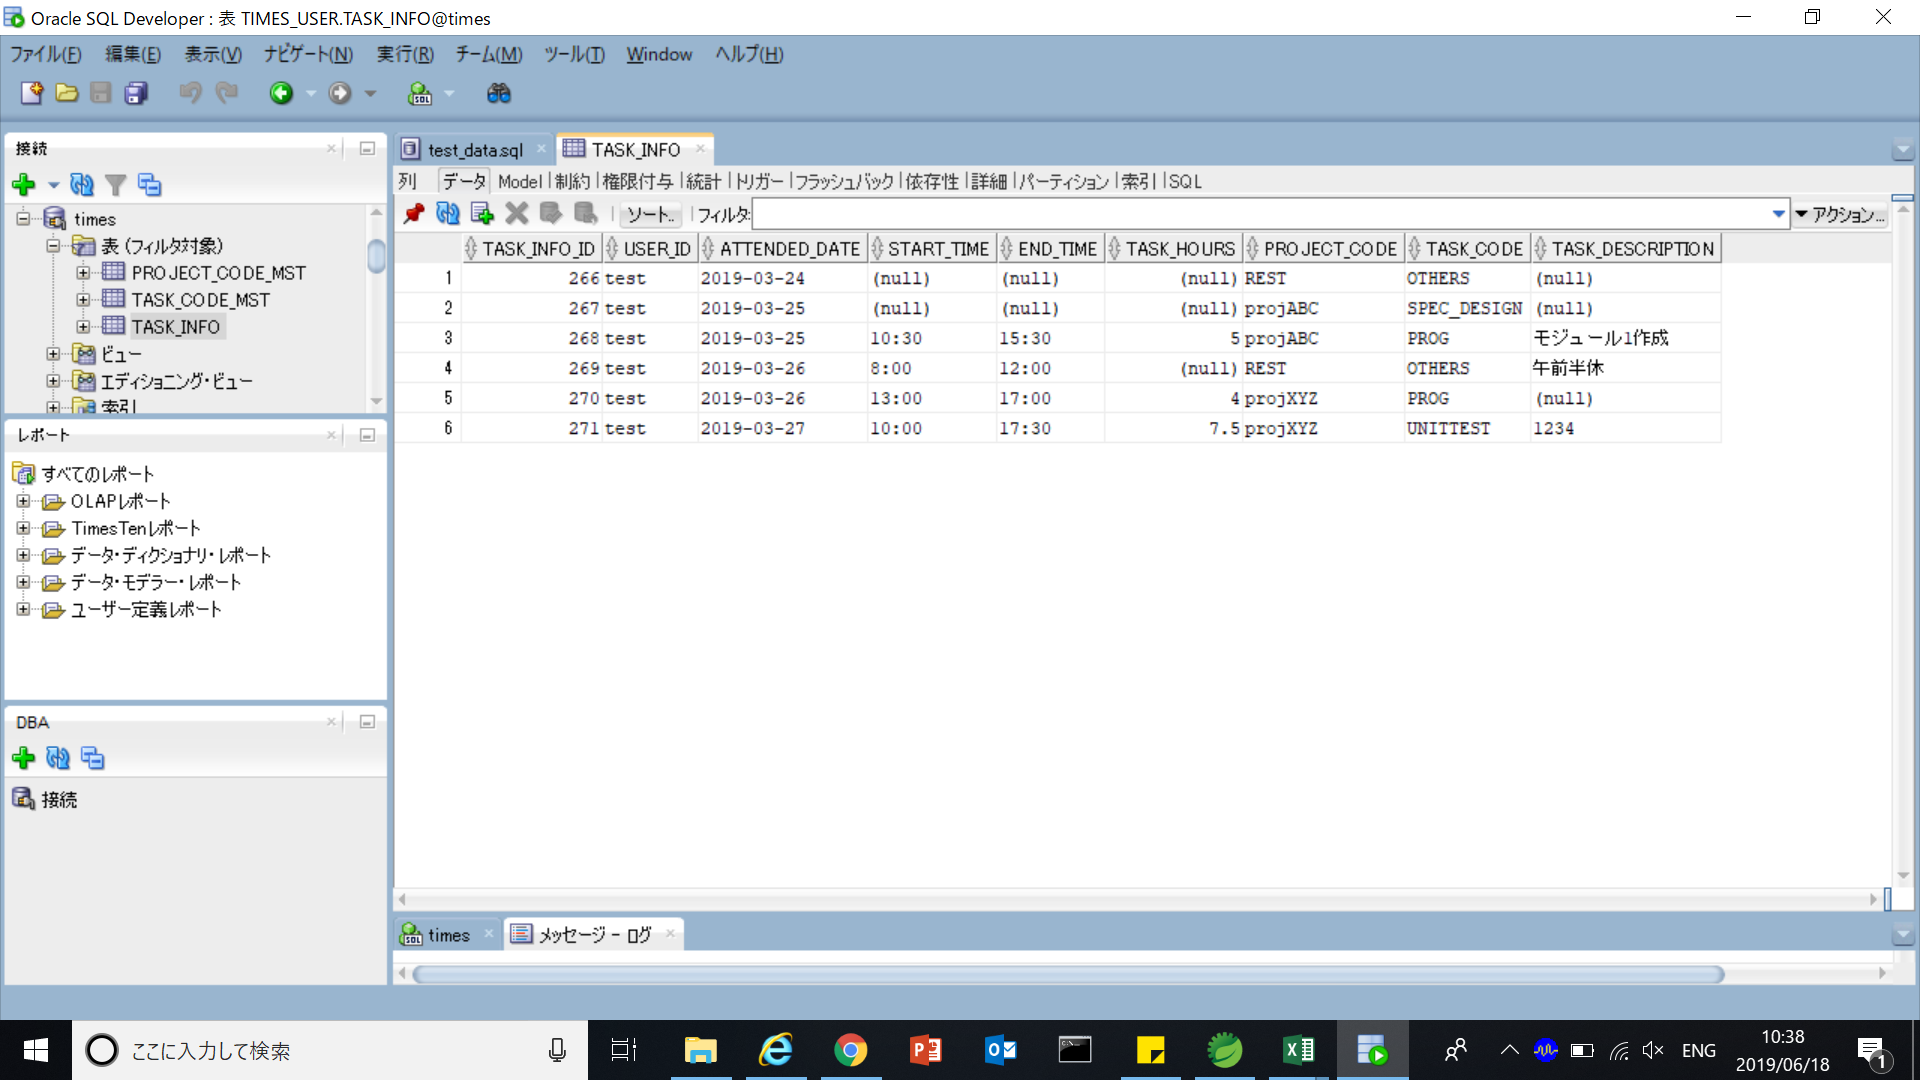 Oracle SQL Developer : 表 TIMES_USER.TASK_INFO@times
ファイル(F) 編集(E) 表示(V) ナビゲート(N) 実行(R) チーム(M) ツール(T) Window ヘルプ(H)
接続
times
表 (フィルタ対象)
PROJECT_CODE_MST
TASK_CODE_MST
TASK_INFO
ビュー
エディショニング・ビュー
索引
レポート
すべてのレポート
OLAPレポート
TimesTenレポート
データ・ディクショナリ・レポート
データ・モデラー・レポート
ユーザー定義レポート
DBA
接続
test_data.sql TASK_INFO
列 データ Model 制約 権限付与 統計 トリガー フラッシュバック 依存性 詳細 パーティション 索引 SQL
ソート.. フィルタ: アクション...
TASK_INFO_ID USER_ID ATTENDED_DATE START_TIME END_TIME TASK_HOURS PROJECT_CODE TASK_CODE TASK_DESCRIPTION
1 266 test 2019-03-24 (null) (null) (null) REST OTHERS (null)
2 267 test 2019-03-25 (null) (null) (null) projABC SPEC_DESIGN (null)
3 268 test 2019-03-25 10:30 15:30 5 projABC PROG モジュール1作成
4 269 test 2019-03-26 8:00 12:00 (null) REST OTHERS 午前半休
5 270 test 2019-03-26 13:00 17:00 4 projXYZ PROG (null)
6 271 test 2019-03-27 10:00 17:30 7.5 projXYZ UNITTEST 1234
times メッセージ - ログ
ここに入力して検索
ENG
10:38
2019/06/18
1